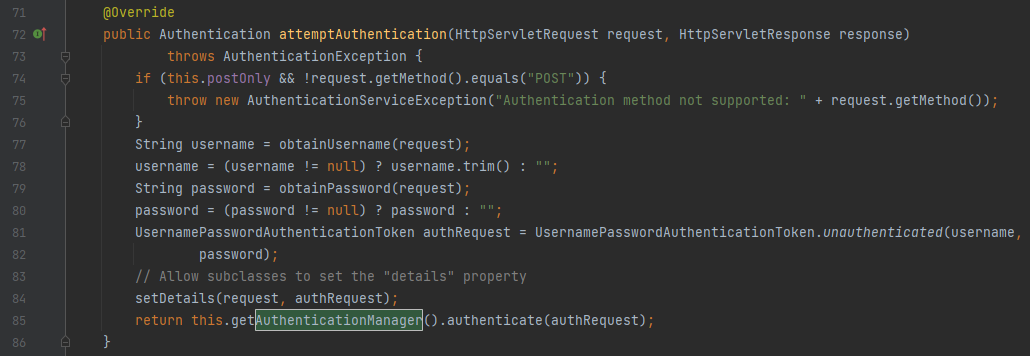 71 @Override
72 public Authentication attemptAuthentication(HttpServletRequest request, HttpServletResponse response)
73 throws AuthenticationException {
74 if (this.postOnly && !request.getMethod().equals("POST")) {
75 throw new AuthenticationServiceException("Authentication method not supported: " + request.getMethod());
76 }
77 String username = obtainUsername(request);
78 username = (username != null) ? username.trim() : "";
79 String password = obtainPassword(request);
80 password = (password != null) ? password : "";
81 UsernamePasswordAuthenticationToken authRequest = UsernamePasswordAuthenticationToken.unauthenticated(username,
82 password);
83 // Allow subclasses to set the "details" property
84 setDetails(request, authRequest);
85 return this.getAuthenticationManager().authenticate(authRequest);
86 }